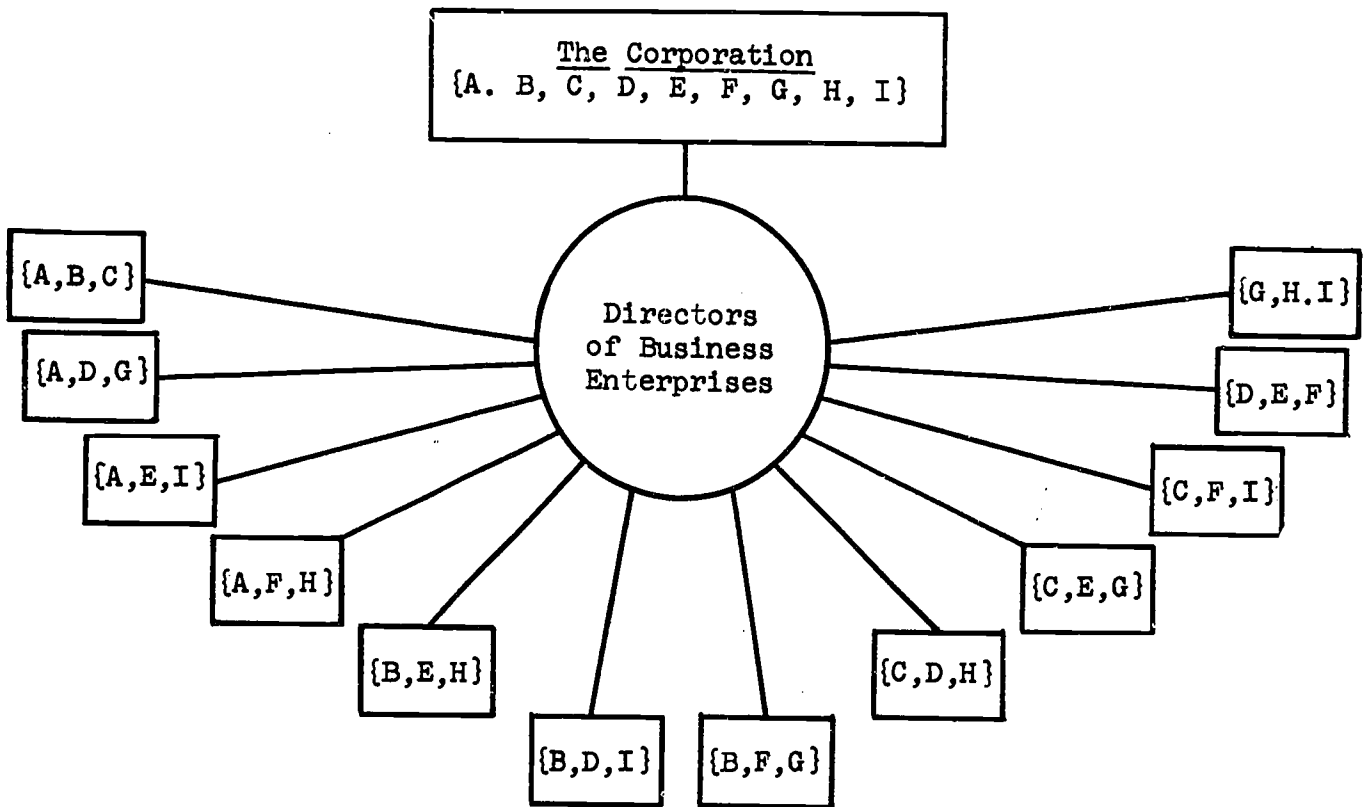 The Corporation
{A. B, C, D, E, F, G, H, I}
{A,B,C}
{A,D,G}
{A,E,I}
{A,F,H}
{B,E,H}
{B,D,I}
{B,F,G}
{C,D,H}
{C,E,G}
{C,F,I}
{D,E,F}
{G,H.I}
Directors
of Business
Enterprises